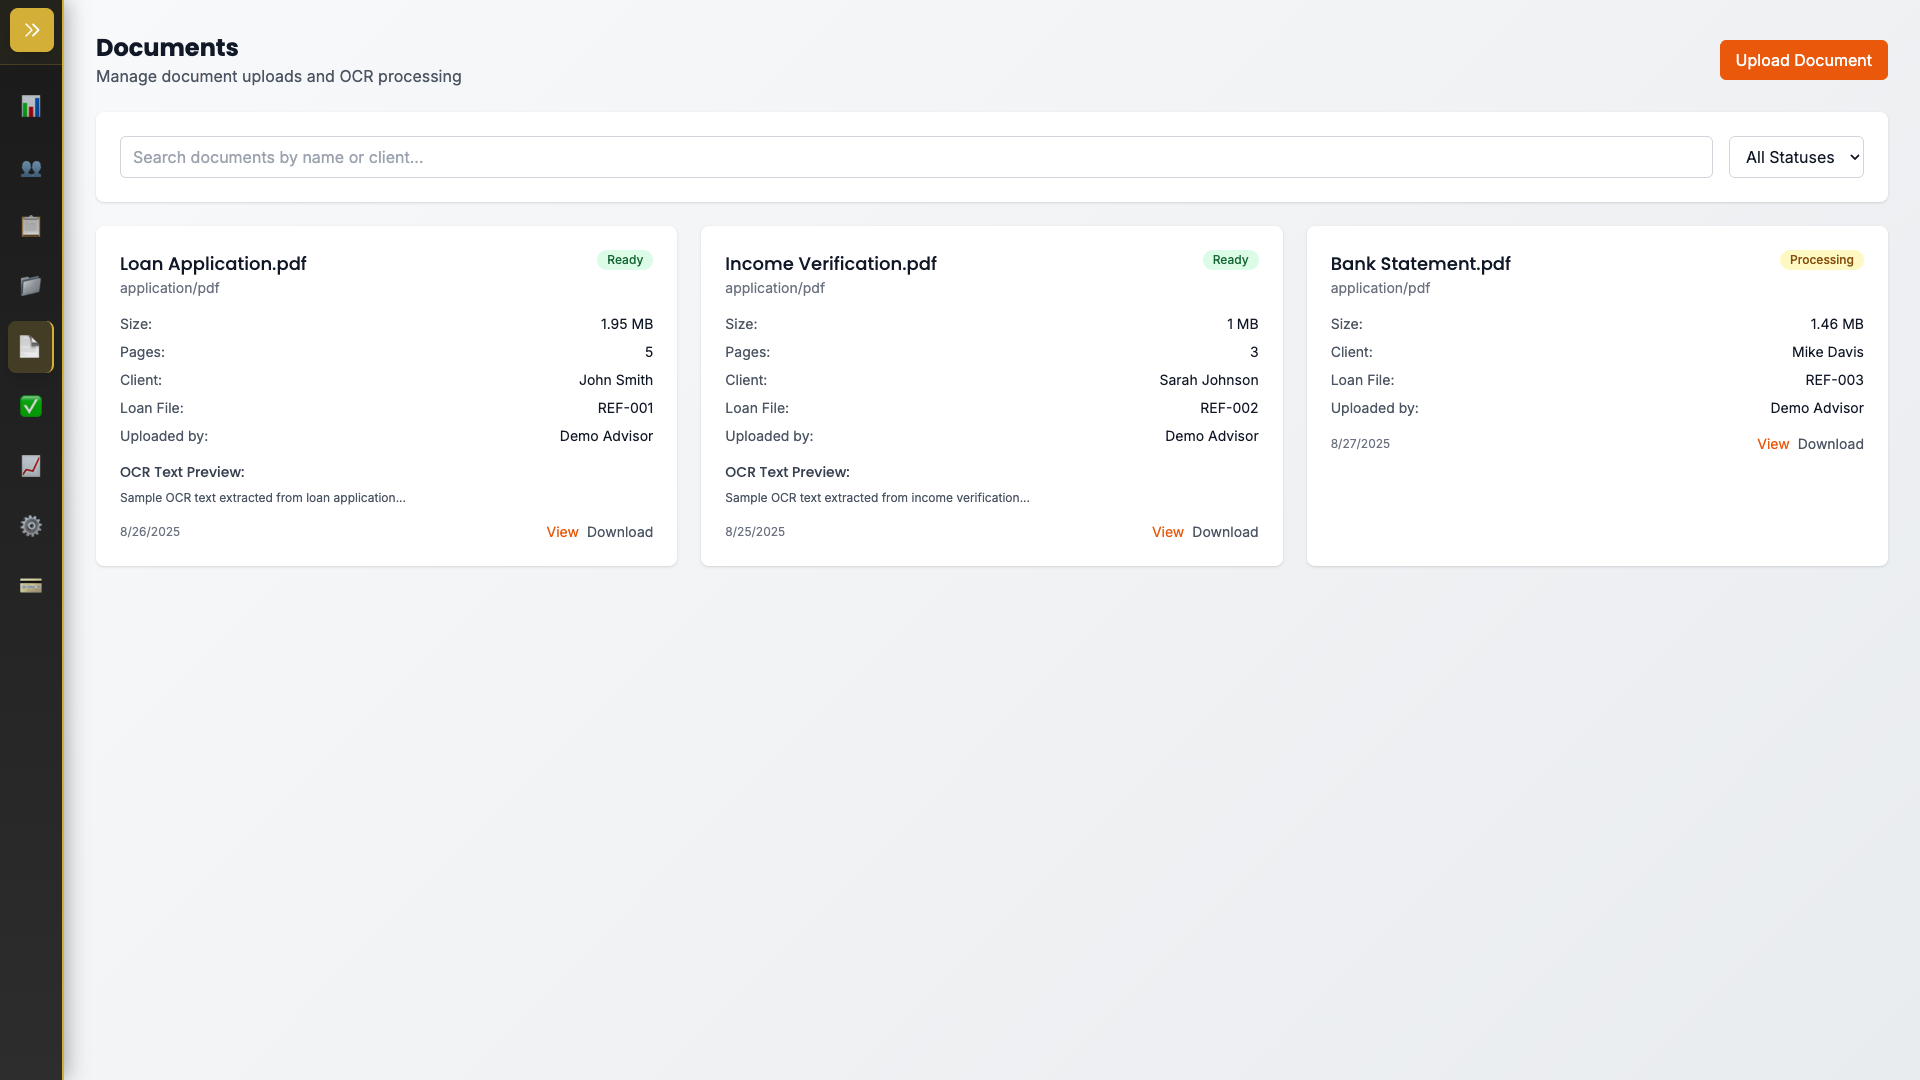 Documents
Manage document uploads and OCR processing
Upload Document
Search documents by name or client...
All Statuses
Loan Application.pdf
Ready
application/pdf
Size: 1.95 MB
Pages: 5
Client: John Smith
Loan File: REF-001
Uploaded by: Demo Advisor
OCR Text Preview:
Sample OCR text extracted from loan application...
8/26/2025 View Download
Income Verification.pdf
Ready
application/pdf
Size: 1 MB
Pages: 3
Client: Sarah Johnson
Loan File: REF-002
Uploaded by: Demo Advisor
OCR Text Preview:
Sample OCR text extracted from income verification...
8/25/2025 View Download
Bank Statement.pdf
Processing
application/pdf
Size: 1.46 MB
Client: Mike Davis
Loan File: REF-003
Uploaded by: Demo Advisor
8/27/2025 View Download